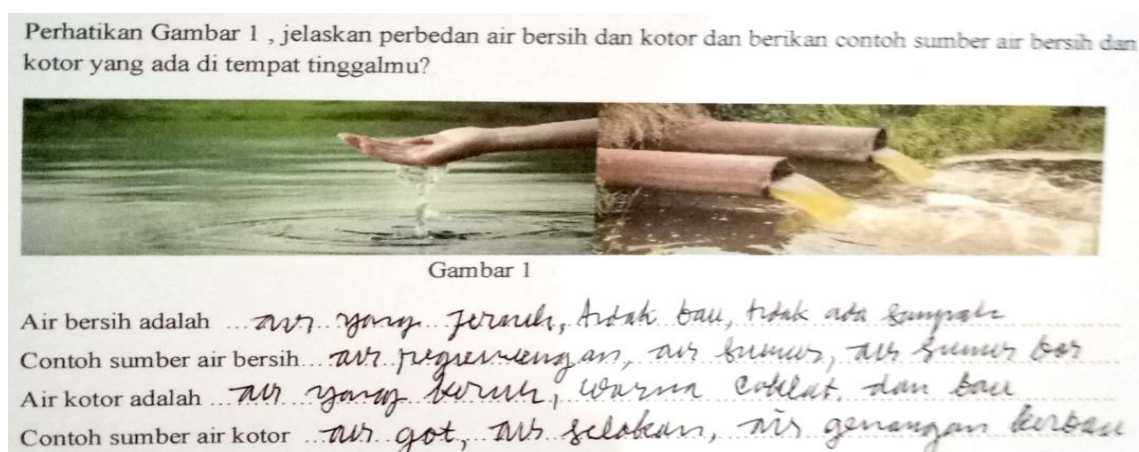 Perhatikan Gambar 1 , jelaskan perbedan air bersih dan kotor dan berikan contoh sumber air bersih dan
kotor yang ada di tempat tinggalmu?
Gambar 1
Air bersih adalah ... air yang jernih, tidak bau, tidak ada sampah
Contoh sumber air bersih... air pegunungan, air sumur, air sumur bor
Air kotor adalah ... air yang keruh, warna cokelat. dan bau
Contoh sumber air kotor ... air got, air selokan, air genangan kerbau